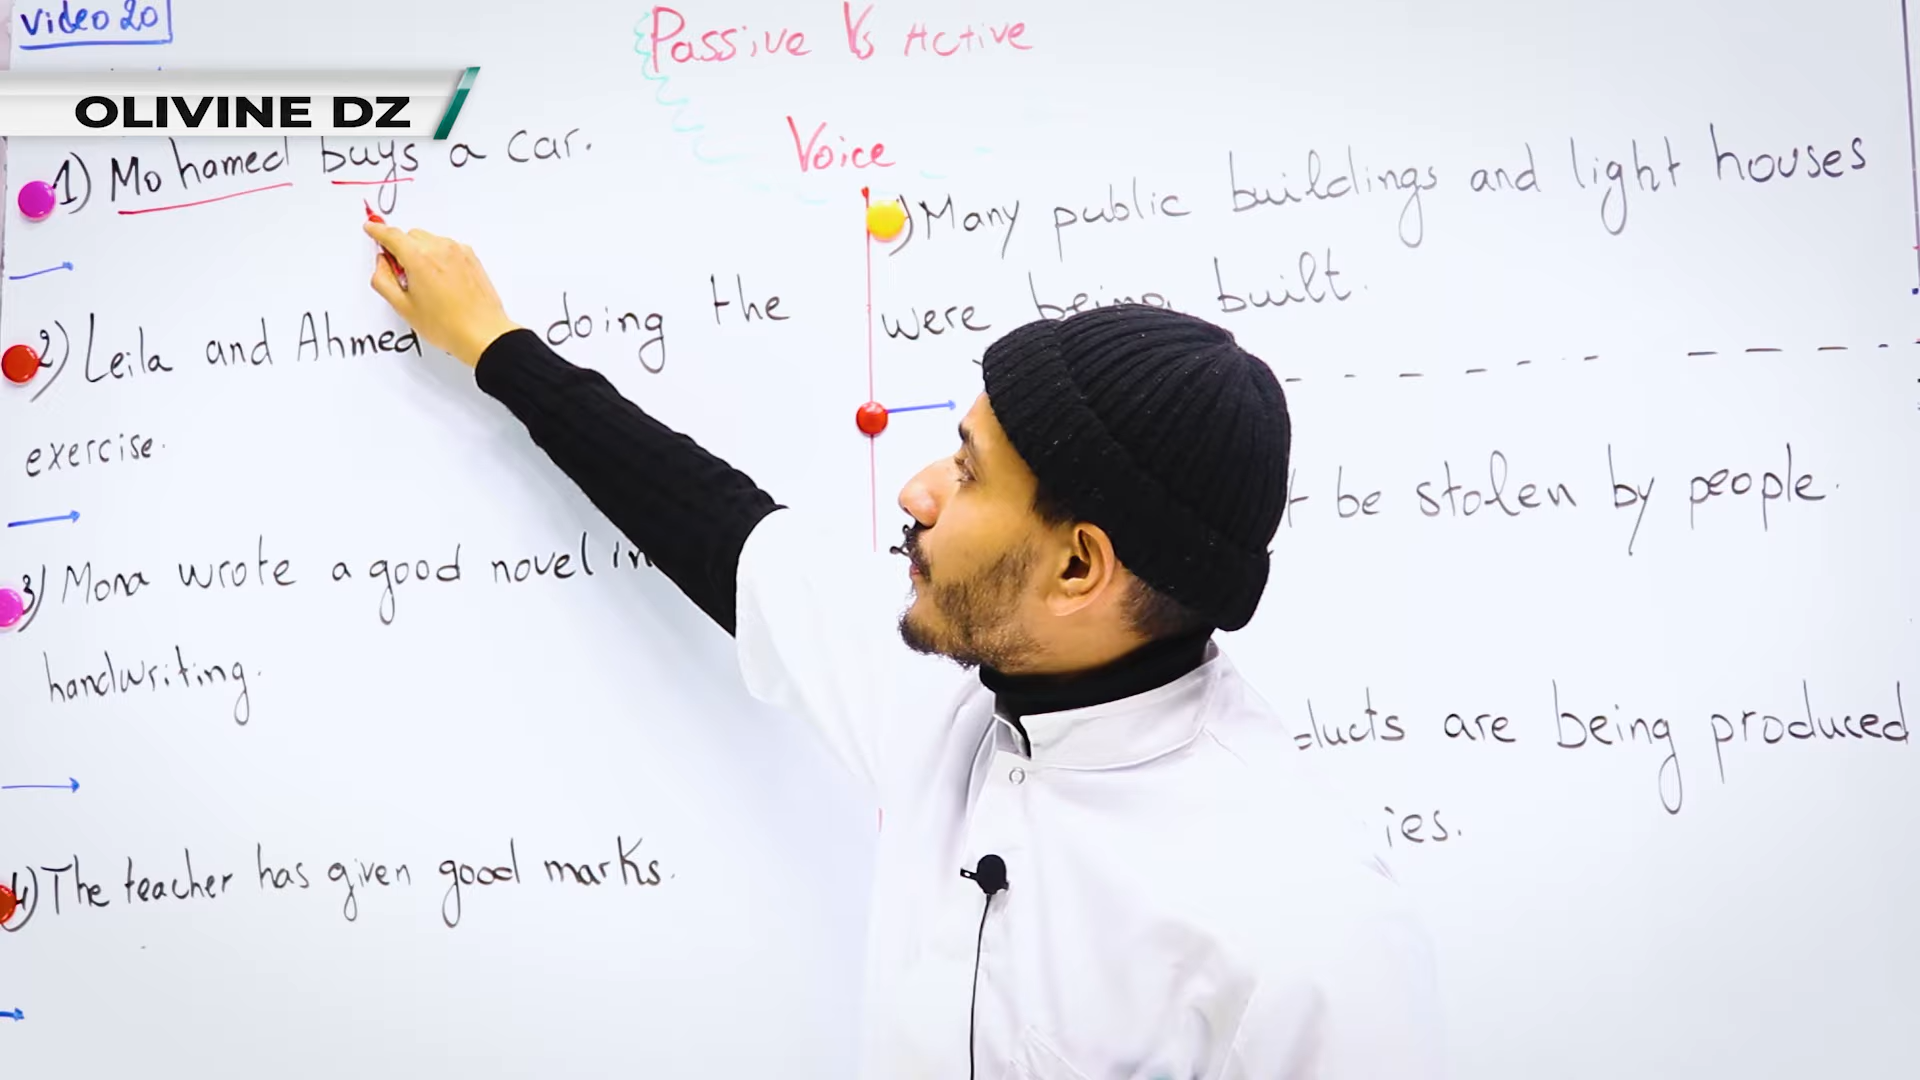 video 20
Passive Vs Active
OLIVINE DZ
Voice
1) Mohamed buys a car.
2) Leila and Ahmed doing the
exercise.
3) Mona wrote a good novel in
handwriting.
4) The teacher has given good marks.
1) Many public buildings and light houses
were being built.
be stolen by people.
are being produced